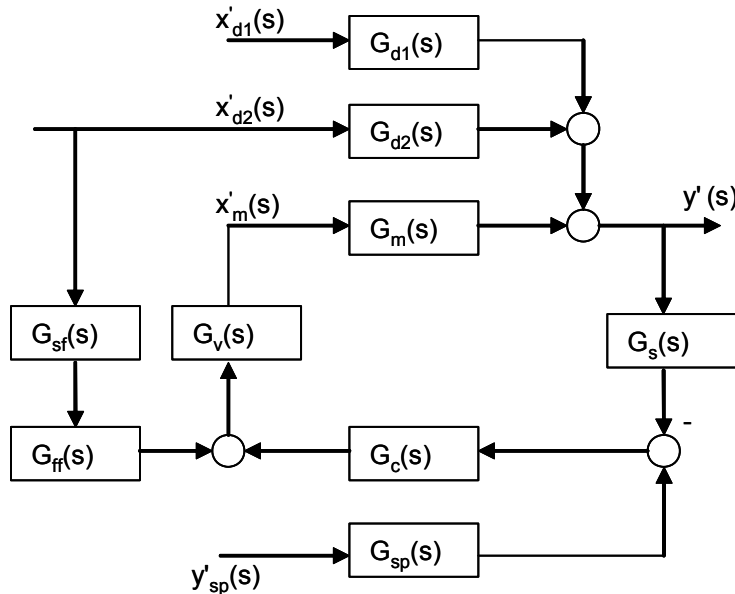 x'd1(s)
Gd1(s)
x'd2(s)
Gd2(s)
x'm(s)
Gm(s)
y' (s)
Gsf(s)
Gv(s)
Gs(s)
-
Gff(s)
Gc(s)
Gsp(s)
y'sp(s)